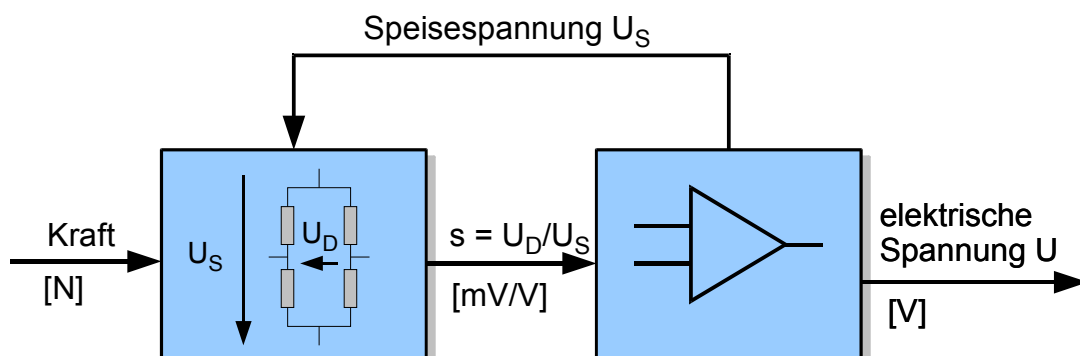 Speisespannung U_S
Kraft
[N]
U_S
U_D
s = U_D/U_S
[mV/V]
elektrische
Spannung U
[V]